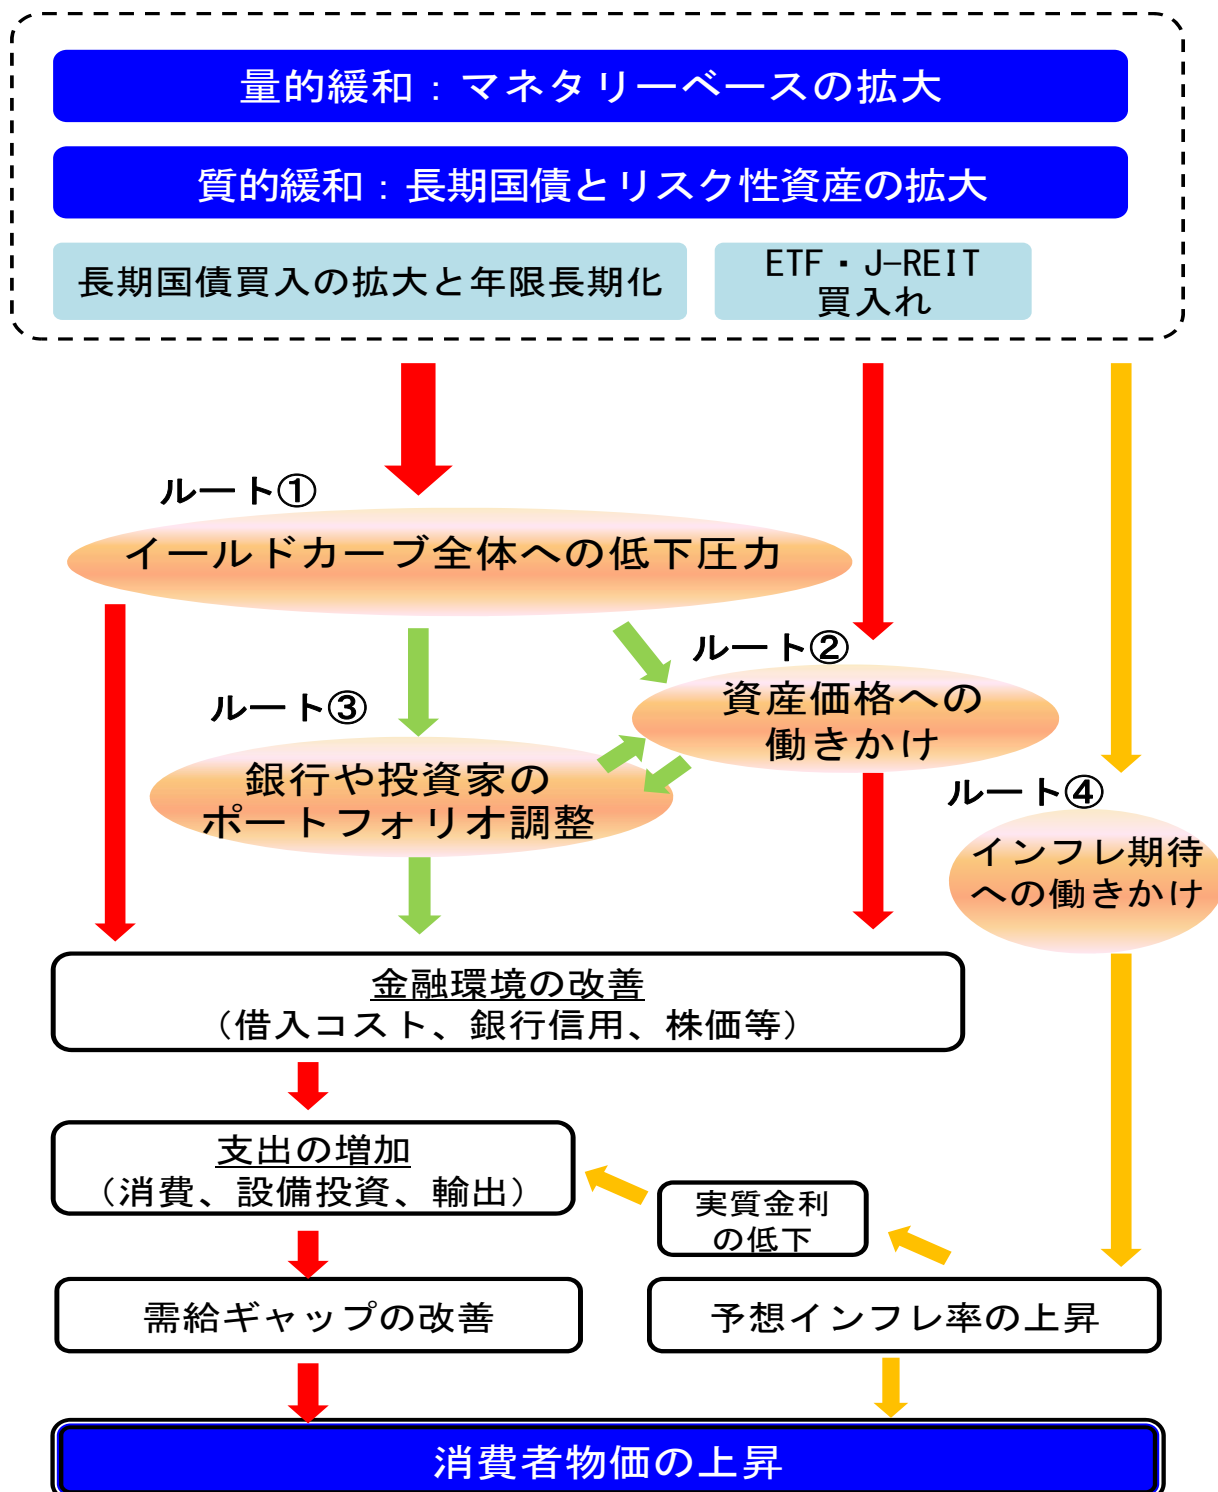 量的緩和：マネタリーベースの拡大
質的緩和：長期国債とリスク性資産の拡大
長期国債買入の拡大と年限長期化
ETF・J-REIT
買入れ
ルート①
イールドカーブ全体への低下圧力
ルート②
資産価格への
働きかけ
ルート③
銀行や投資家の
ポートフォリオ調整
ルート④
インフレ期待
への働きかけ
金融環境の改善
（借入コスト、銀行信用、株価等）
支出の増加
（消費、設備投資、輸出）
実質金利
の低下
需給ギャップの改善
予想インフレ率の上昇
消費者物価の上昇